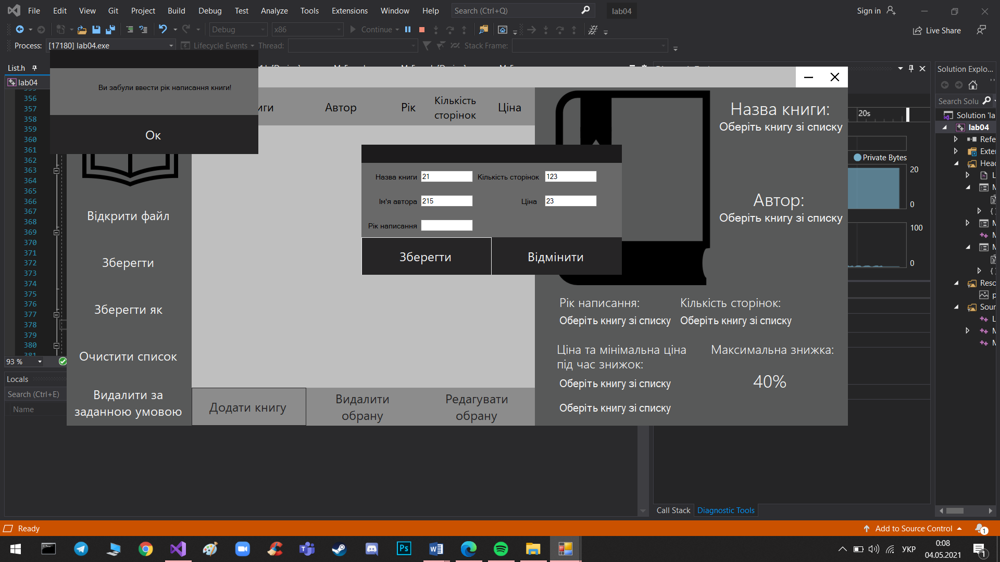 File Edit View Git Project Build Debug Test Analyze Tools Extensions Window Help Search (Ctrl+Q) lab04 Sign in
Debug x86 Continue Live Share
Process: [17180] lab04.exe Lifecycle Events Thread: Stack Frame:
List.h
Solution Explo...
lab04
Ви забули ввести рік написання книги!
Ок
иги Автор Рік Кількість сторінок Ціна
Search Solu
Solution 'la
lab04
Refe
Exter
Heac
Reso
Sour
20s
Private Bytes
20
0
100
0
356
357
358
359
360
361
362
363
364
365
366
367
368
369
370
371
372
373
374
375
376
377
378
379
380
381
93 %
Назва книги 21 Кількість сторінок 123
Ім'я автора 215 Ціна 23
Рік написання
Зберегти Відмінити
Відкрити файл
Зберегти
Зберегти як
Очистити список
Видалити за
заданною умовою
Додати книгу
Видалити
обрану
Редагувати
обрану
Назва книги:
Оберіть книгу зі списку
Автор:
Оберіть книгу зі списку
Рік написання: Кількість сторінок:
Оберіть книгу зі списку Оберіть книгу зі списку
Ціна та мінімальна ціна
під час знижок:
Оберіть книгу зі списку
Оберіть книгу зі списку
Максимальна знижка:
40%
Locals
Search (Ctrl+E)
Name
Call Stack Diagnostic Tools
Ready Add to Source Control 1
Ps
УКР
0:08
04.05.2021
1